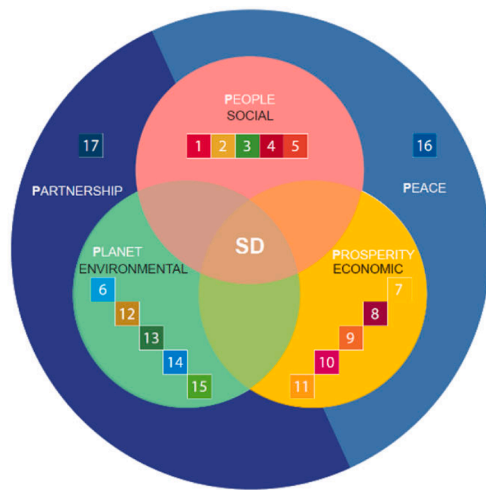 PEOPLE
SOCIAL
1 2 3 4 5
17
16
PARTNERSHIP
PEACE
SD
PLANET
ENVIRONMENTAL
6
12
13
14
15
PROSPERITY
ECONOMIC
7
8
9
10
11